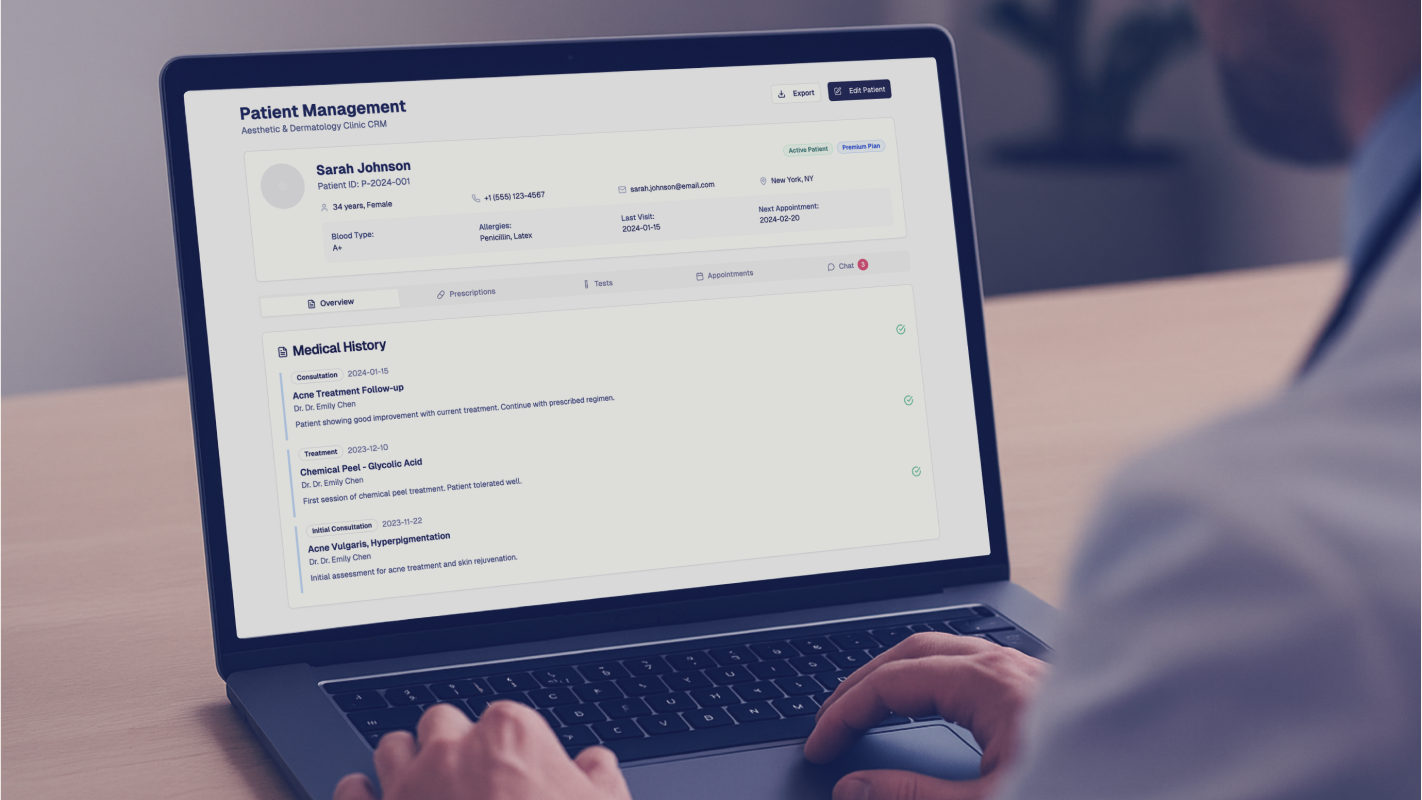 Patient Management
Aesthetic & Dermatology Clinic CRM
Export
Edit Patient
Sarah Johnson
Patient ID: P-2024-001
Active Patient
Premium Plan
34 years, Female
+1 (555) 123-4567
sarah.johnson@email.com
New York, NY
Blood Type:
A+
Allergies:
Penicillin, Latex
Last Visit:
2024-01-15
Next Appointment:
2024-02-20
Overview
Prescriptions
Tests
Appointments
Chat 3
Medical History
Consultation 2024-01-15
Acne Treatment Follow-up
Dr. Dr. Emily Chen
Patient showing good improvement with current treatment. Continue with prescribed regimen.
Treatment 2023-12-10
Chemical Peel - Glycolic Acid
Dr. Dr. Emily Chen
First session of chemical peel treatment. Patient tolerated well.
Initial Consultation 2023-11-22
Acne Vulgaris, Hyperpigmentation
Dr. Dr. Emily Chen
Initial assessment for acne treatment and skin rejuvenation.